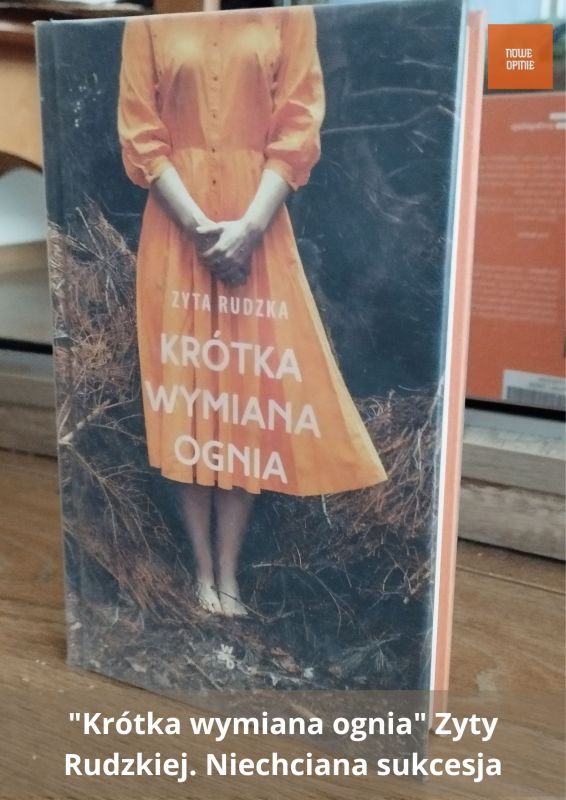 NOWE
OPINIE
ZYTA RUDZKA
KRÓTKA
WYMIANA
OGNIA
W
A
B
"Krótka wymiana ognia" Zyty
Rudzkiej. Niechciana sukcesja